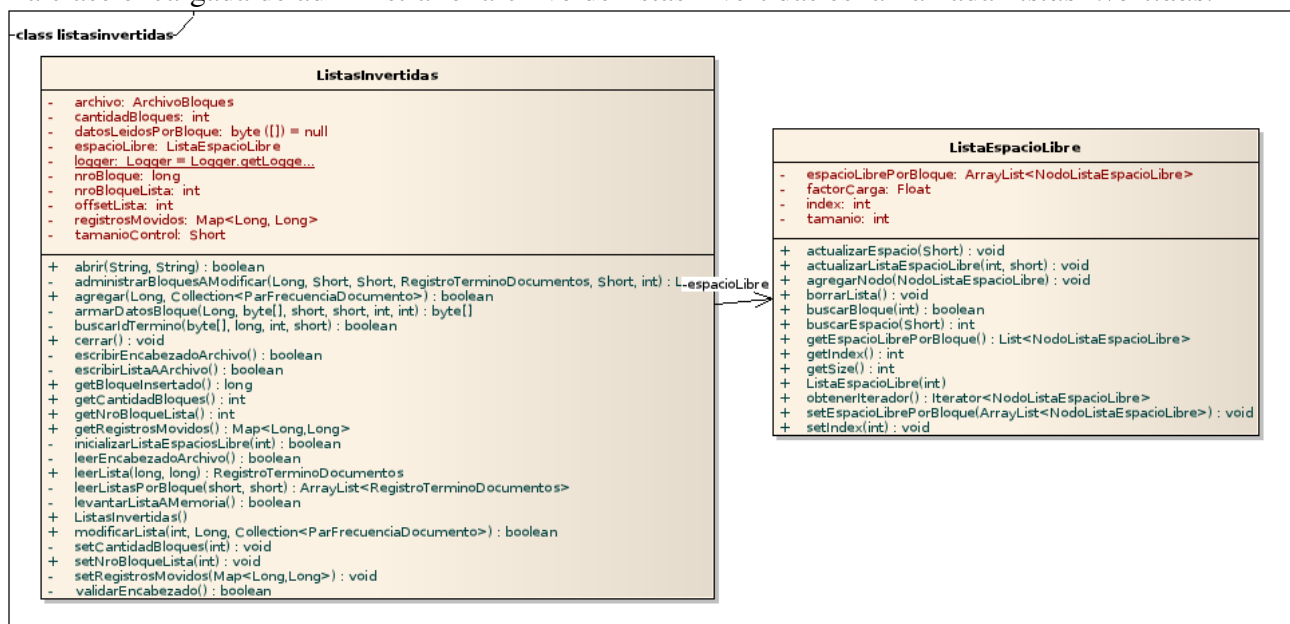 class listasinvertidas
ListasInvertidas
- archivo: ArchivoBloques
- cantidadBloques: int
- datosLeidosPorBloque: byte ([]) = null
- espacioLibre: ListaEspacioLibre
- logger: Logger = Logger.getLogge...
- nroBloque: long
- nroBloqueLista: int
- offsetLista: int
- registrosMovidos: Map<Long, Long>
- tamanioControl: Short
+ abrir(String, String) : boolean
- administrarBloquesAModificar(Long, Short, Short, RegistroTerminoDocumentos, Short, int) : L
+ agregar(Long, Collection<ParFrecuenciaDocumento>) : boolean
- armarDatosBloque(Long, byte[], short, short, int, int) : byte[]
- buscarIdTermino(byte[], long, int, short) : boolean
+ cerrar() : void
- escribirEncabezadoArchivo() : boolean
- escribirListaAArchivo() : boolean
+ getBloqueInsertado() : long
+ getCantidadBloques() : int
+ getNroBloqueLista() : int
+ getRegistrosMovidos() : Map<Long,Long>
- inicializarListaEspaciosLibre(int) : boolean
- leerEncabezadoArchivo() : boolean
+ leerLista(long, long) : RegistroTerminoDocumentos
- leerListasPorBloque(short, short) : ArrayList<RegistroTerminoDocumentos>
- levantarListaAMemoria() : boolean
+ ListasInvertidas()
+ modificarLista(int, Long, Collection<ParFrecuenciaDocumento>) : boolean
- setCantidadBloques(int) : void
+ setNroBloqueLista(int) : void
- setRegistrosMovidos(Map<Long,Long>) : void
- validarEncabezado() : boolean
-espacioLibre
ListaEspacioLibre
- espacioLibrePorBloque: ArrayList<NodoListaEspacioLibre>
- factorCarga: Float
- index: int
- tamanio: int
+ actualizarEspacio(Short) : void
+ actualizarListaEspacioLibre(int, short) : void
+ agregarNodo(NodoListaEspacioLibre) : void
+ borrarLista() : void
+ buscarBloque(int) : boolean
+ buscarEspacio(Short) : int
+ getEspacioLibrePorBloque() : List<NodoListaEspacioLibre>
+ getIndex() : int
+ getSize() : int
+ ListaEspacioLibre(int)
+ obtenerIterador() : Iterator<NodoListaEspacioLibre>
+ setEspacioLibrePorBloque(ArrayList<NodoListaEspacioLibre>) : void
+ setIndex(int) : void